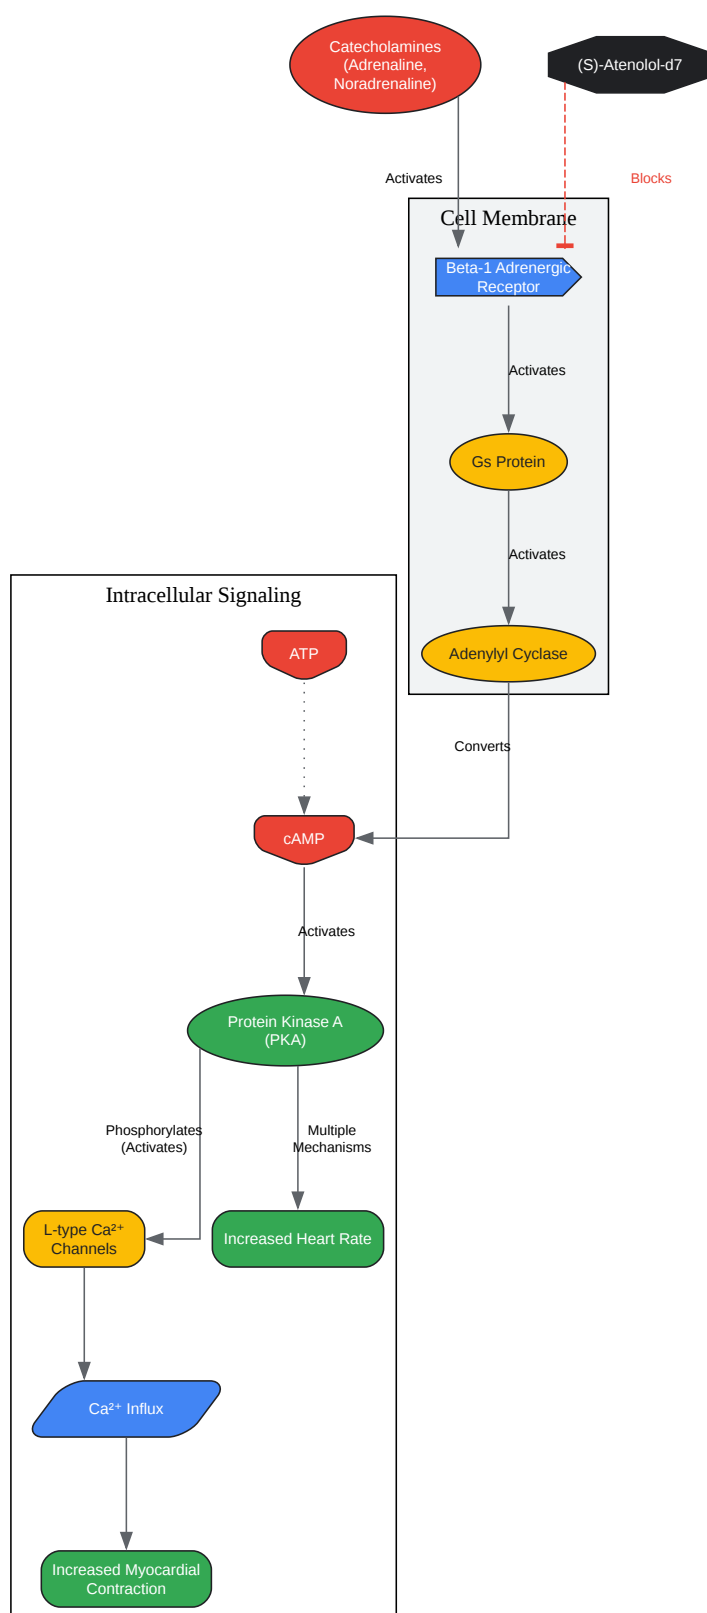 Catecholamines
(Adrenaline,
Noradrenaline)
(S)-Atenolol-d7
Activates
Blocks
Cell Membrane
Beta-1 Adrenergic
Receptor
Activates
Gs Protein
Activates
Adenylyl Cyclase
Converts
Intracellular Signaling
ATP
cAMP
Activates
Protein Kinase A
(PKA)
Phosphorylates
(Activates)
Multiple
Mechanisms
L-type Ca²⁺
Channels
Increased Heart Rate
Ca²⁺ Influx
Increased Myocardial
Contraction